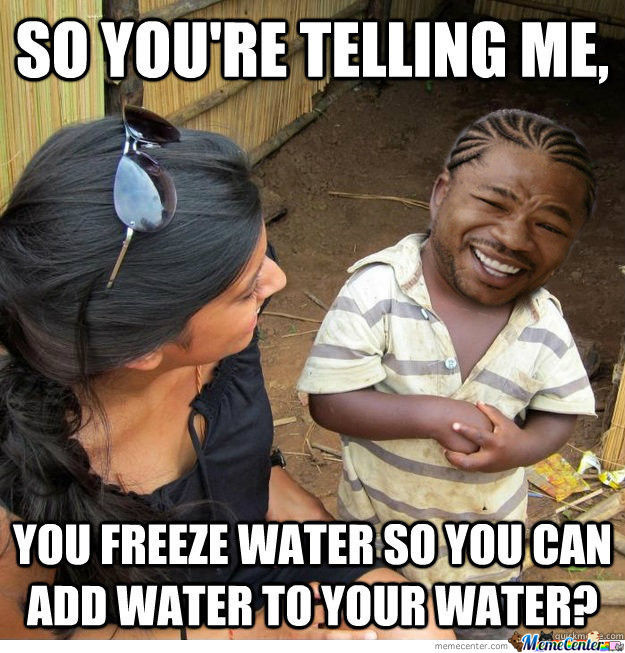 SO YOU'RE TELLING ME,
YOU FREEZE WATER SO YOU CAN
ADD WATER TO YOUR WATER?
memecenter.com MemeCenter